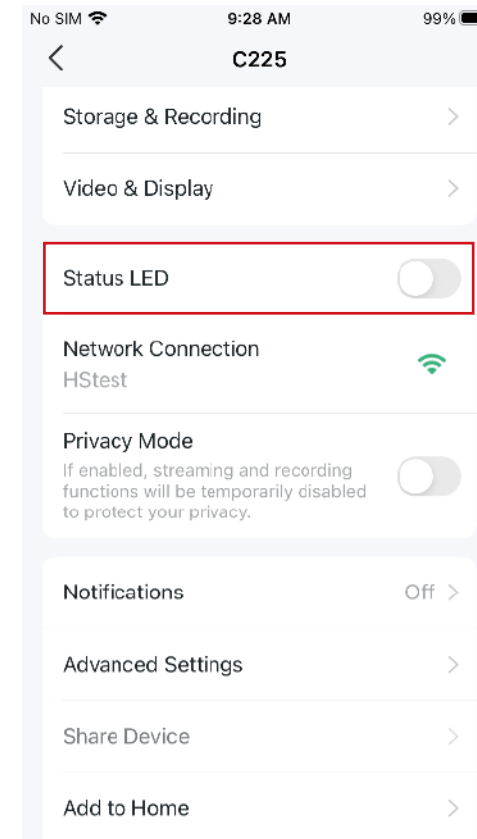 No SIM 9:28 AM 99%
C225
Storage & Recording
Video & Display
Status LED
Network Connection
HStest
Privacy Mode
If enabled, streaming and recording
functions will be temporarily disabled
to protect your privacy.
Notifications Off
Advanced Settings
Share Device
Add to Home